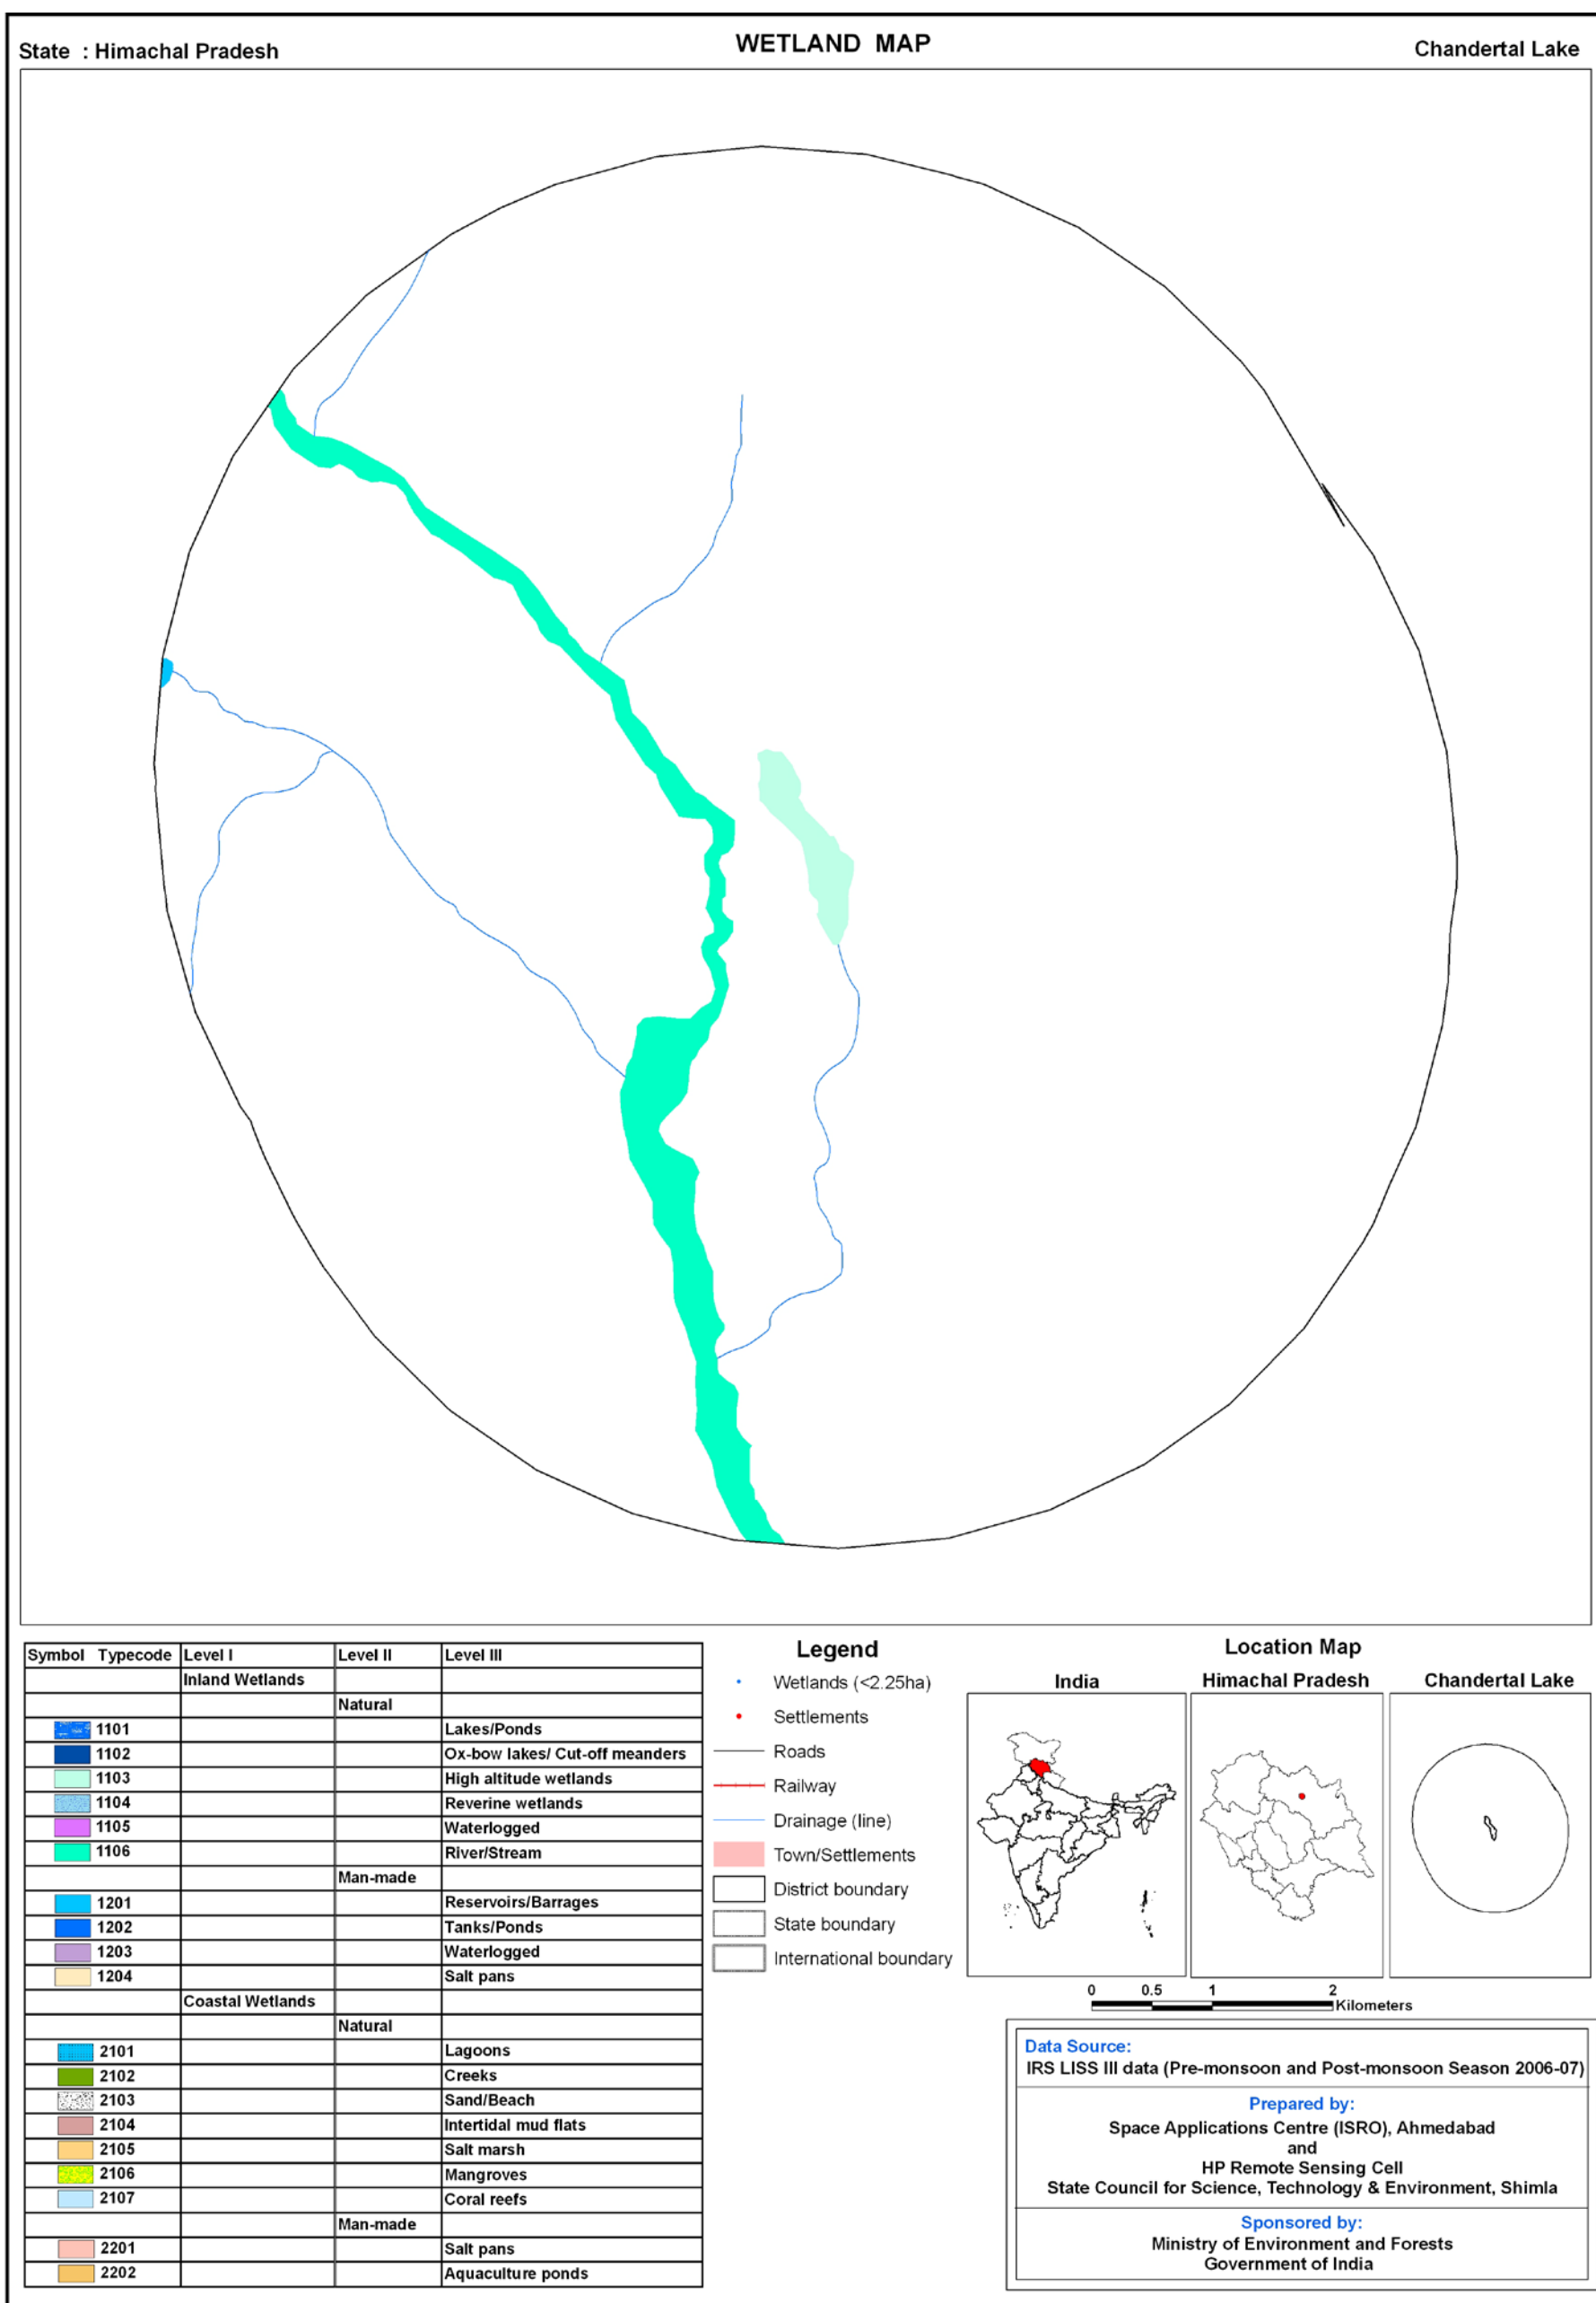 State : Himachal Pradesh
WETLAND MAP
Chandertal Lake
Symbol Typecode Level I Level II Level III
Inland Wetlands
Natural
1101 Lakes/Ponds
1102 Ox-bow lakes/ Cut-off meanders
1103 High altitude wetlands
1104 Reverine wetlands
1105 Waterlogged
1106 River/Stream
Man-made
1201 Reservoirs/Barrages
1202 Tanks/Ponds
1203 Waterlogged
1204 Salt pans
Coastal Wetlands
Natural
2101 Lagoons
2102 Creeks
2103 Sand/Beach
2104 Intertidal mud flats
2105 Salt marsh
2106 Mangroves
2107 Coral reefs
Man-made
2201 Salt pans
2202 Aquaculture ponds
Legend
Wetlands (<2.25ha)
Settlements
Roads
Railway
Drainage (line)
Town/Settlements
District boundary
State boundary
International boundary
Location Map
India
Himachal Pradesh
Chandertal Lake
0 0.5 1 2
Kilometers
Data Source:
IRS LISS III data (Pre-monsoon and Post-monsoon Season 2006-07)
Prepared by:
Space Applications Centre (ISRO), Ahmedabad
and
HP Remote Sensing Cell
State Council for Science, Technology & Environment, Shimla
Sponsored by:
Ministry of Environment and Forests
Government of India